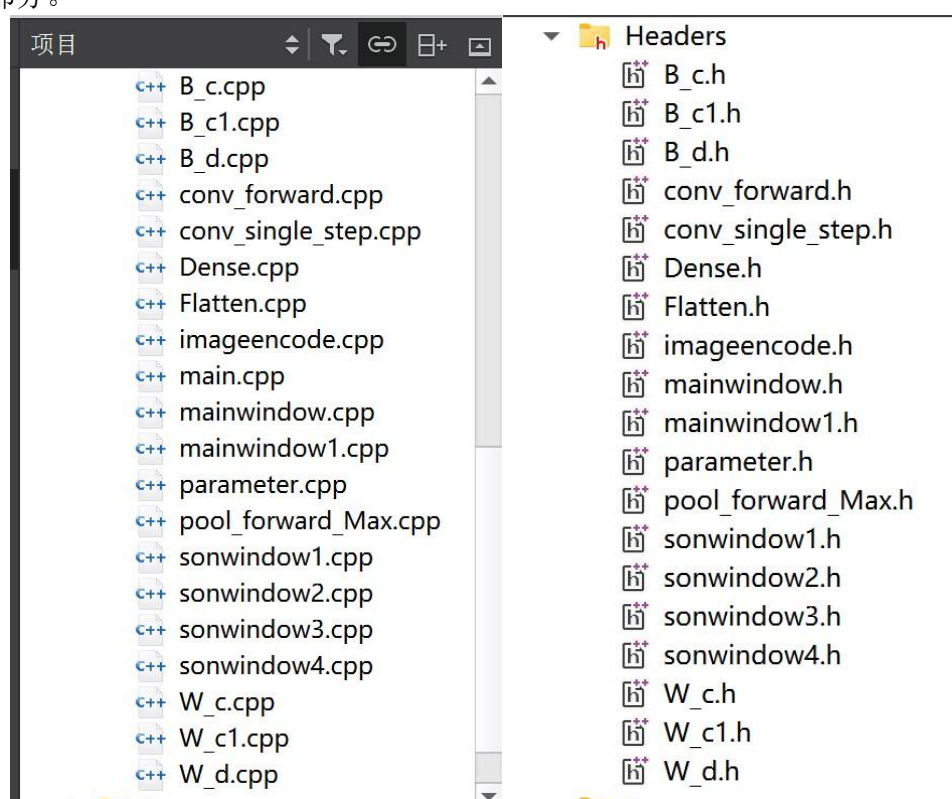 部分。
项目
B_c.cpp
B_c1.cpp
B_d.cpp
conv_forward.cpp
conv_single_step.cpp
Dense.cpp
Flatten.cpp
imageencode.cpp
main.cpp
mainwindow.cpp
mainwindow1.cpp
parameter.cpp
pool_forward_Max.cpp
sonwindow1.cpp
sonwindow2.cpp
sonwindow3.cpp
sonwindow4.cpp
W_c.cpp
W_c1.cpp
W_d.cpp
Headers
B_c.h
B_c1.h
B_d.h
conv_forward.h
conv_single_step.h
Dense.h
Flatten.h
imageencode.h
mainwindow.h
mainwindow1.h
parameter.h
pool_forward_Max.h
sonwindow1.h
sonwindow2.h
sonwindow3.h
sonwindow4.h
W_c.h
W_c1.h
W_d.h